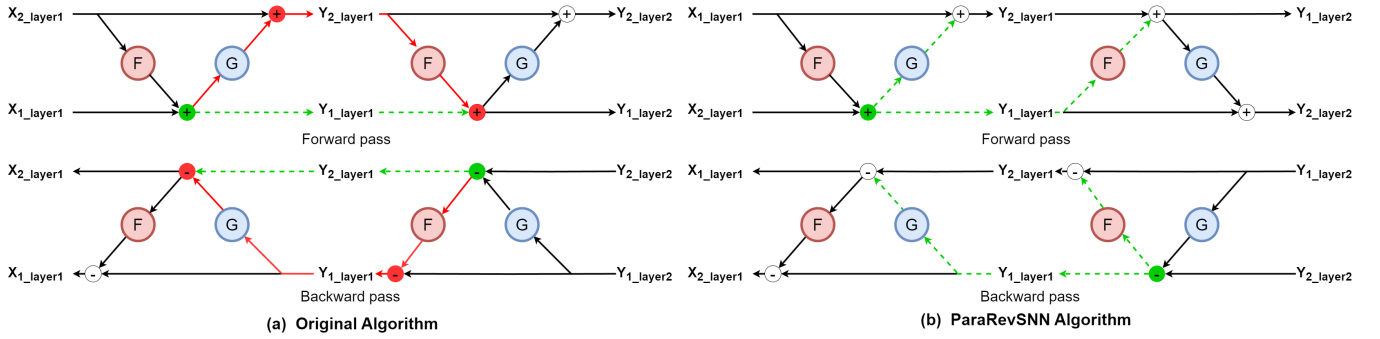 X2_layer1 + Y2_layer1 + Y2_layer2
F G F G
X1_layer1 + Y1_layer1 + Y1_layer2
Forward pass
X2_layer1 - Y2_layer1 - Y2_layer2
F G F G
X1_layer1 - Y1_layer1 - Y1_layer2
Backward pass
(a) Original Algorithm
X1_layer1 + Y2_layer1 + Y1_layer2
F G F G
X2_layer1 + Y1_layer1 + Y2_layer2
Forward pass
X1_layer1 - Y2_layer1 - Y1_layer2
F G F G
X2_layer1 - Y1_layer1 - Y2_layer2
Backward pass
(b) ParaRevSNN Algorithm